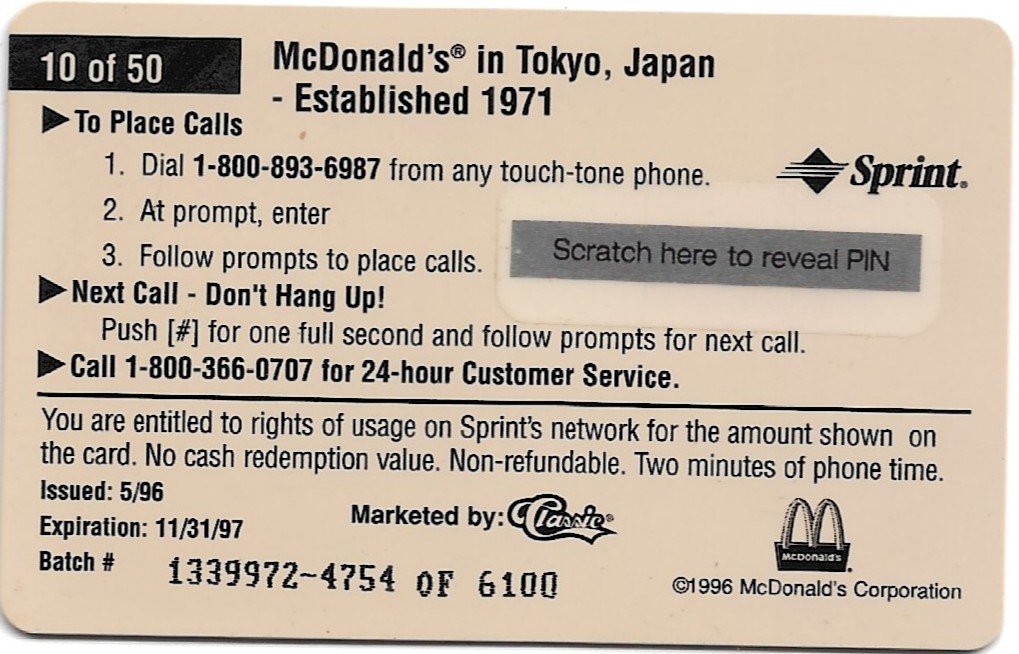 10 of 50
McDonald's® in Tokyo, Japan
- Established 1971
▶To Place Calls
1. Dial 1-800-893-6987 from any touch-tone phone.
Sprint®
2. At prompt, enter
Scratch here to reveal PIN
3. Follow prompts to place calls.
▶Next Call - Don't Hang Up!
Push [#] for one full second and follow prompts for next call.
▶Call 1-800-366-0707 for 24-hour Customer Service.
You are entitled to rights of usage on Sprint's network for the amount shown on
the card. No cash redemption value. Non-refundable. Two minutes of phone time.
Issued: 5/96
Expiration: 11/31/97
Marketed by: Classic®
McDonald's®
Batch # 1339972-4754 OF 6100
©1996 McDonald's Corporation